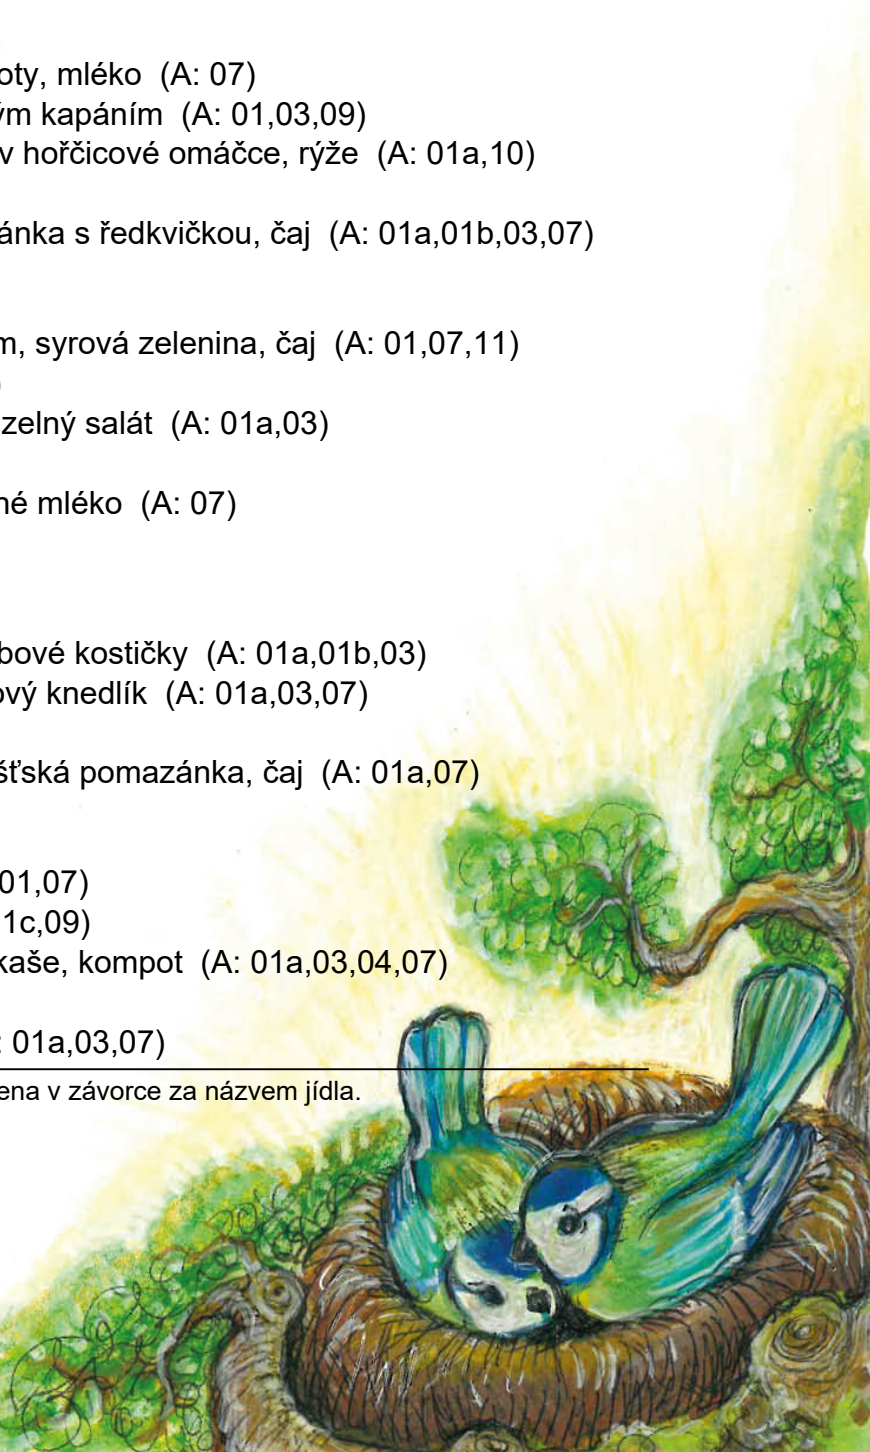 oty, mléko (A: 07)
ým kapáním (A: 01,03,09)
v hořčicové omáčce, rýže (A: 01a,10)
ánka s ředkvičkou, čaj (A: 01a,01b,03,07)
m, syrová zelenina, čaj (A: 01,07,11)
)
zelný salát (A: 01a,03)
né mléko (A: 07)
bové kostičky (A: 01a,01b,03)
ový knedlík (A: 01a,03,07)
šťská pomazánka, čaj (A: 01a,07)
01,07)
1c,09)
kaše, kompot (A: 01a,03,04,07)
: 01a,03,07)
ena v závorce za názvem jídla.